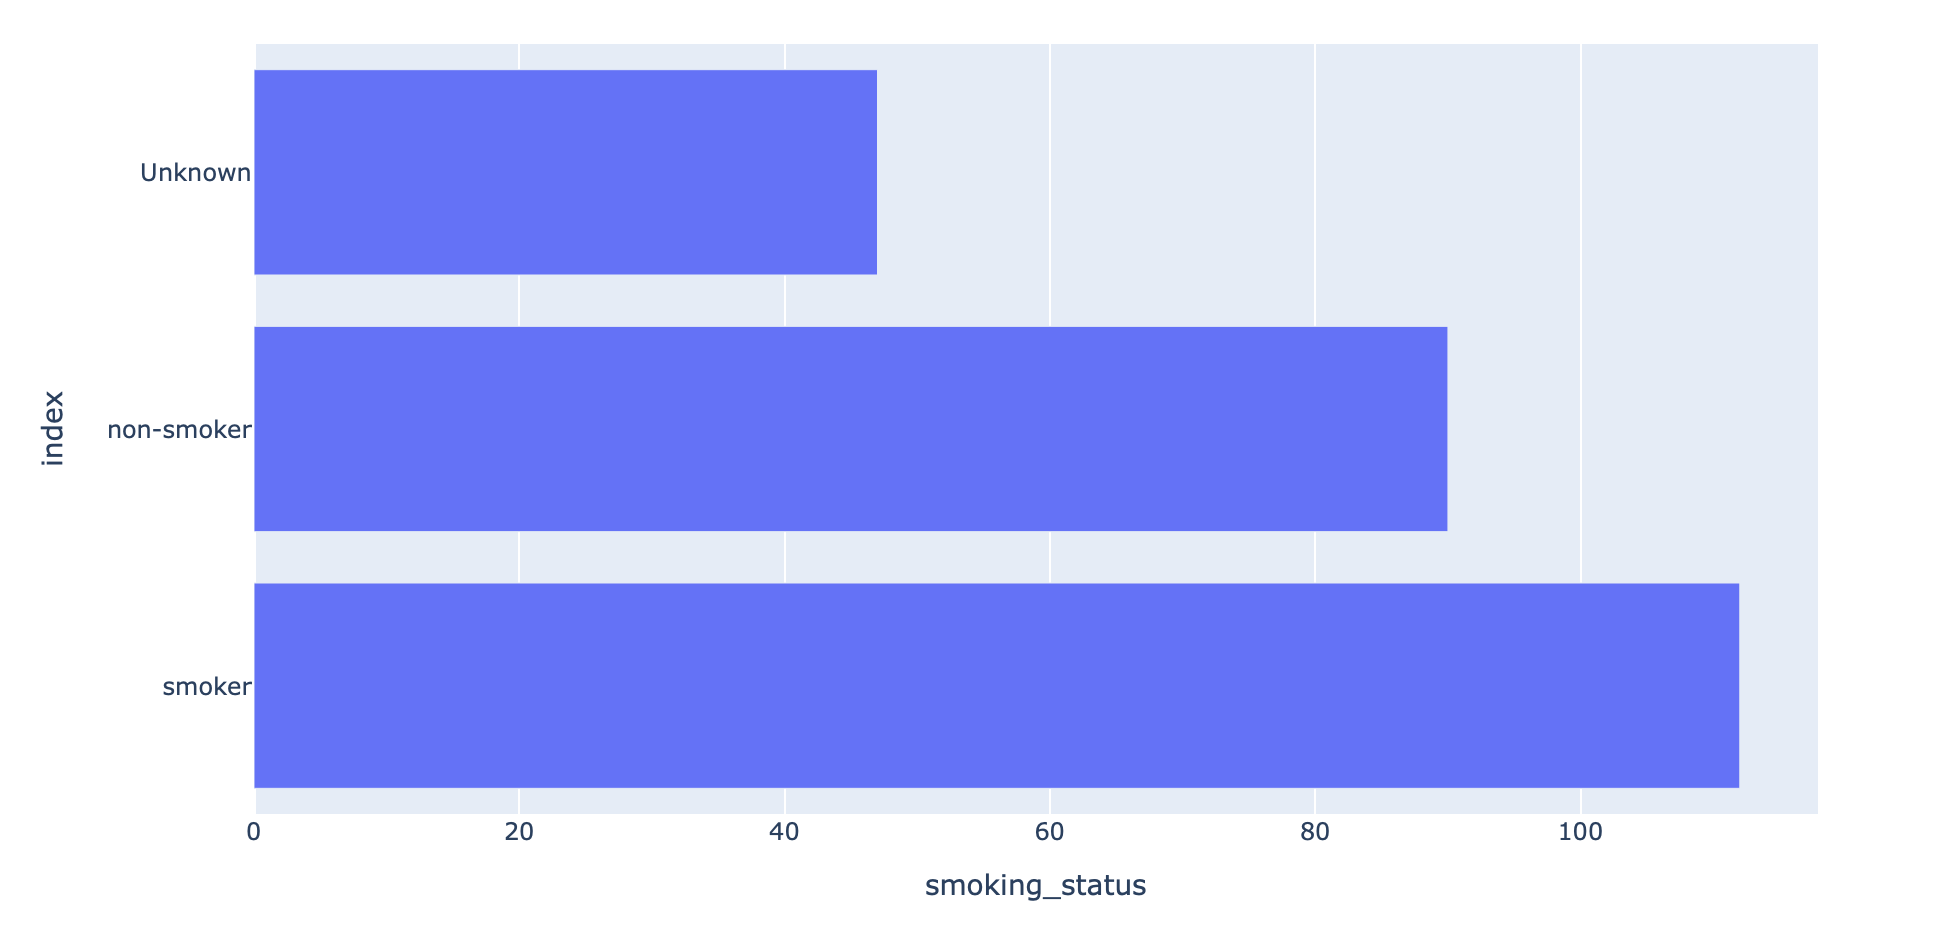 Unknown
non-smoker
smoker
index
0 20 40 60 80 100
smoking_status